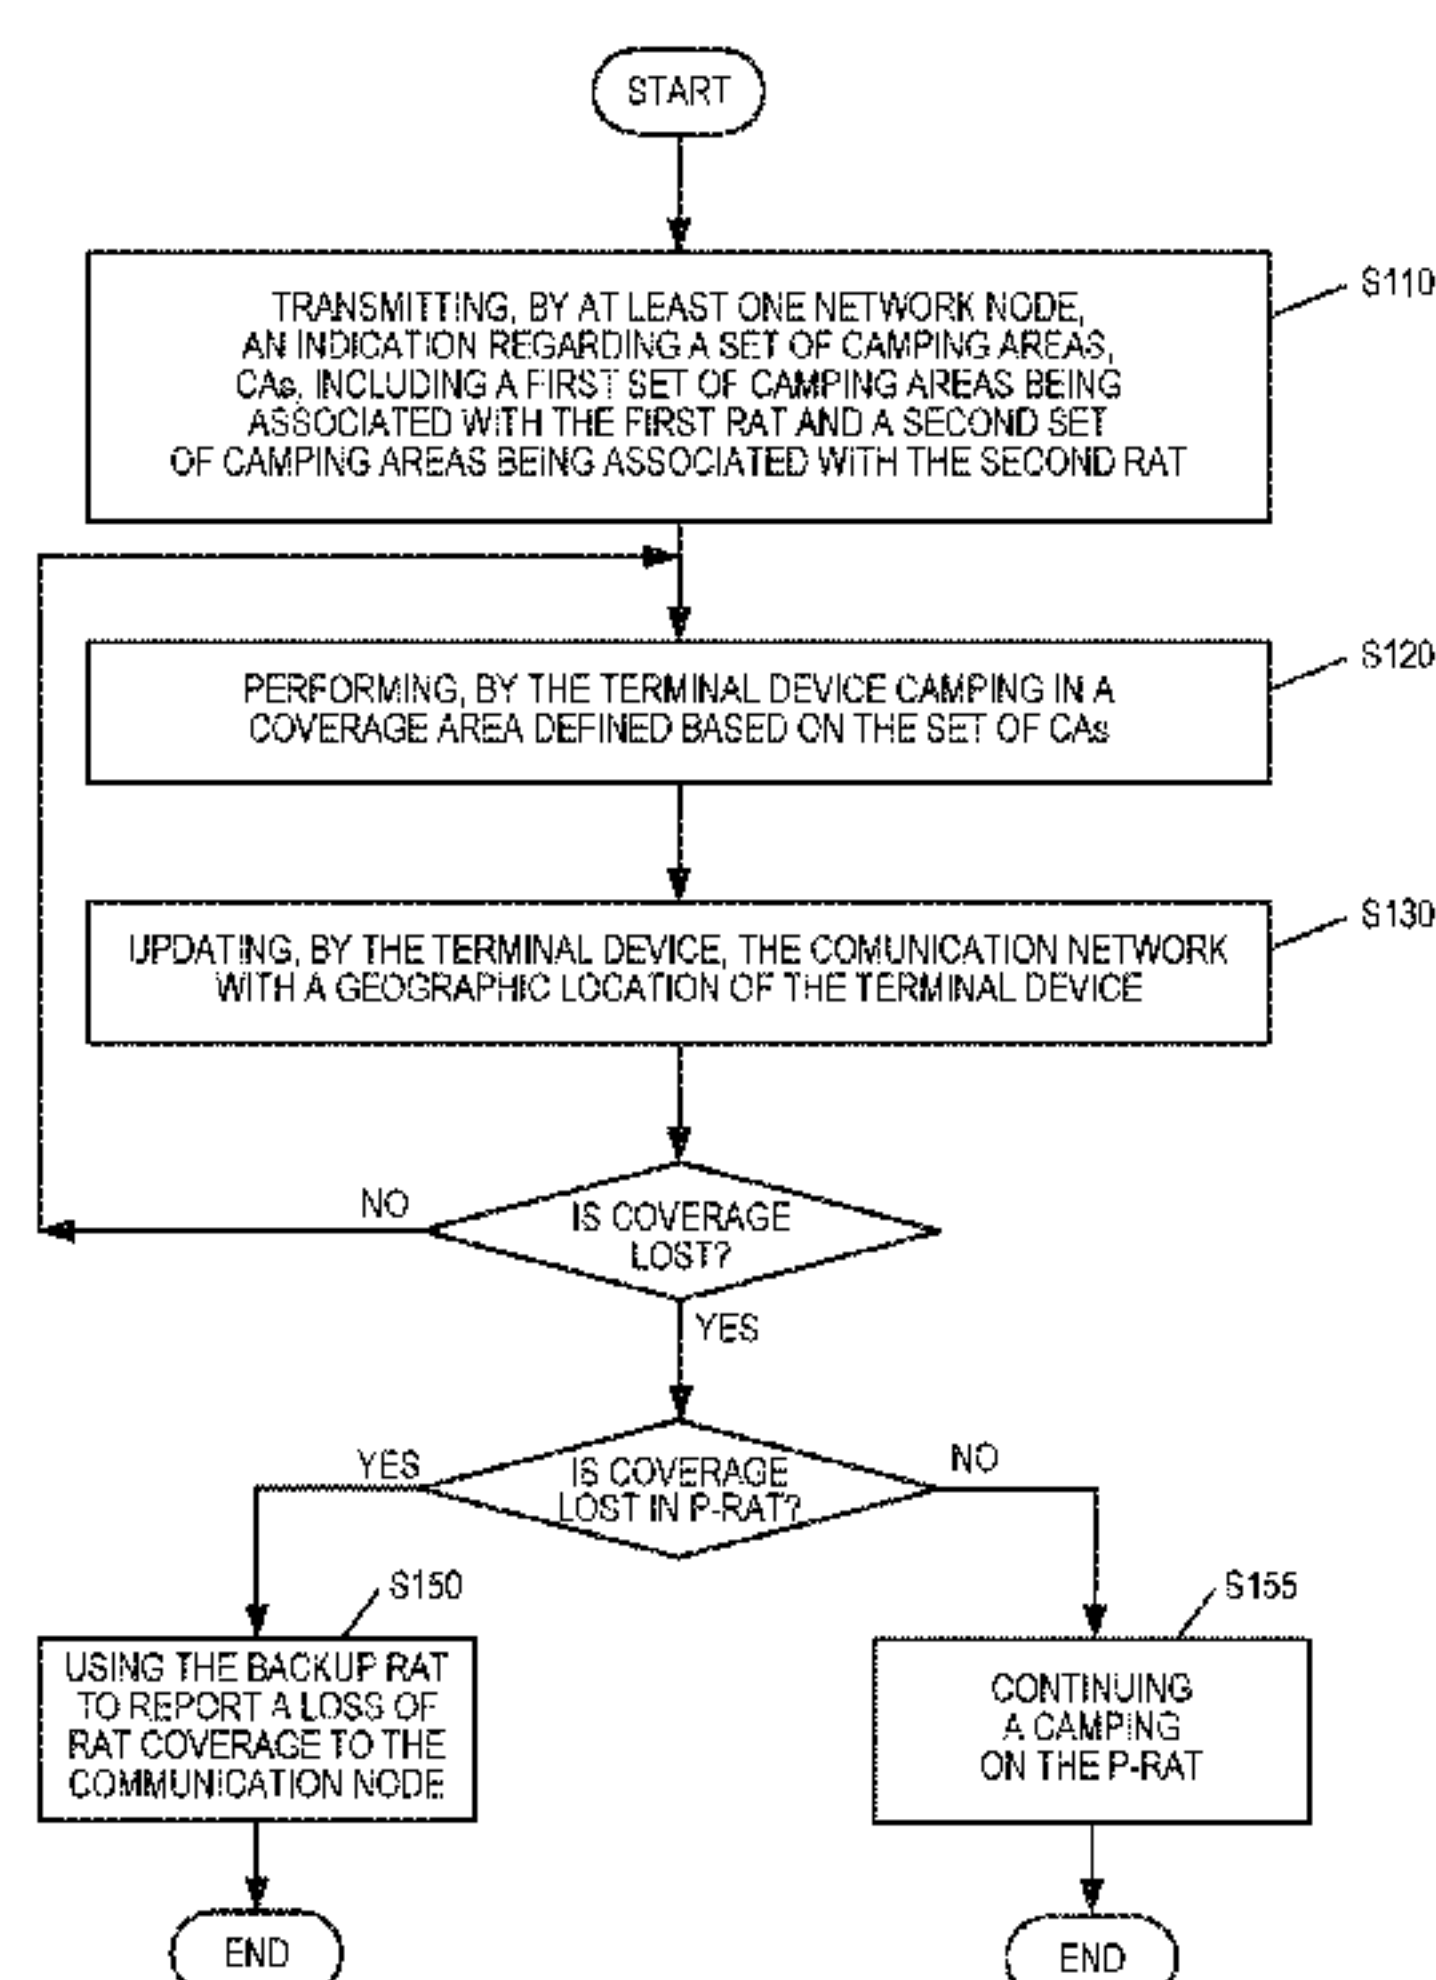 START
TRANSMITTING, BY AT LEAST ONE NETWORK NODE,
AN INDICATION REGARDING A SET OF CAMPING AREAS,
CAs, INCLUDING A FIRST SET OF CAMPING AREAS BEING
ASSOCIATED WITH THE FIRST RAT AND A SECOND SET
OF CAMPING AREAS BEING ASSOCIATED WITH THE SECOND RAT
S110
PERFORMING, BY THE TERMINAL DEVICE CAMPING IN A
COVERAGE AREA DEFINED BASED ON THE SET OF CAs
S120
UPDATING, BY THE TERMINAL DEVICE, THE COMUNICATION NETWORK
WITH A GEOGRAPHIC LOCATION OF THE TERMINAL DEVICE
S130
IS COVERAGE
LOST?
NO
YES
IS COVERAGE
LOST IN P-RAT?
YES
NO
S150
USING THE BACKUP RAT
TO REPORT A LOSS OF
RAT COVERAGE TO THE
COMMUNICATION NODE
S155
CONTINUING
A CAMPING
ON THE P-RAT
END
END